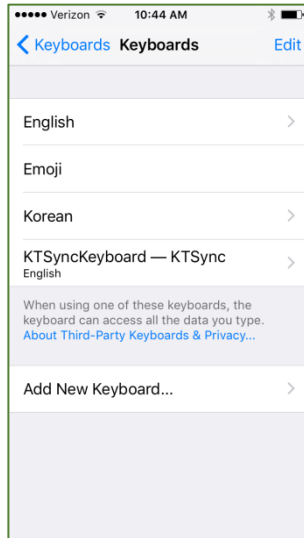 Verizon 10:44 AM
Keyboards Keyboards Edit
English
Emoji
Korean
KTSyncKeyboard — KTSync
English
When using one of these keyboards, the
keyboard can access all the data you type.
About Third-Party Keyboards & Privacy...
Add New Keyboard...